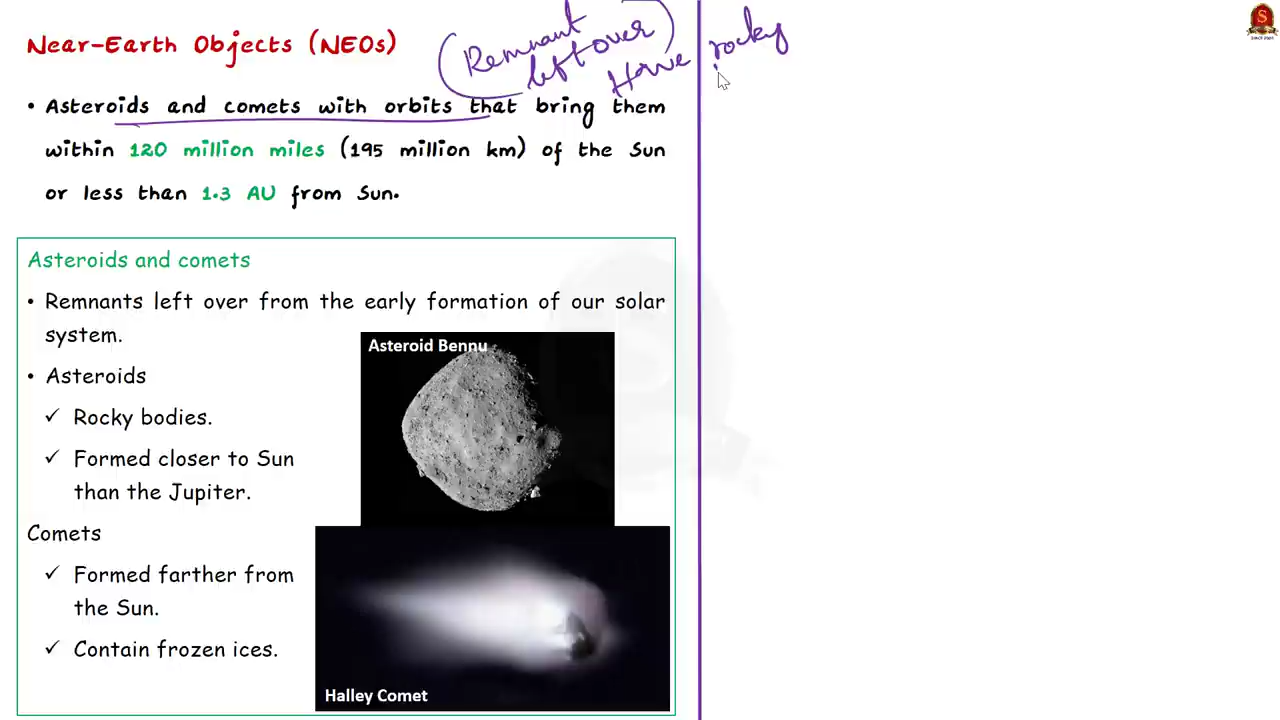 Near-Earth Objects (NEOs)
(Remnant
left over)
Have rocky
• Asteroids and comets with orbits that bring them
within 120 million miles (195 million km) of the Sun
or less than 1.3 AU from Sun.
Asteroids and comets
• Remnants left over from the early formation of our solar
system.
Asteroid Bennu
• Asteroids
✓ Rocky bodies.
✓ Formed closer to Sun
than the Jupiter.
Comets
✓ Formed farther from
the Sun.
✓ Contain frozen ices.
Halley Comet